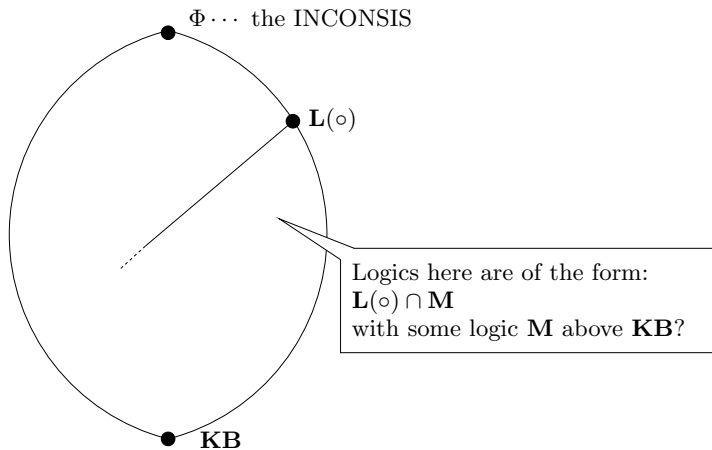 Φ··· the INCONSIS
L(∘)
Logics here are of the form:
L(∘) ∩ M
with some logic M above KB?
KB